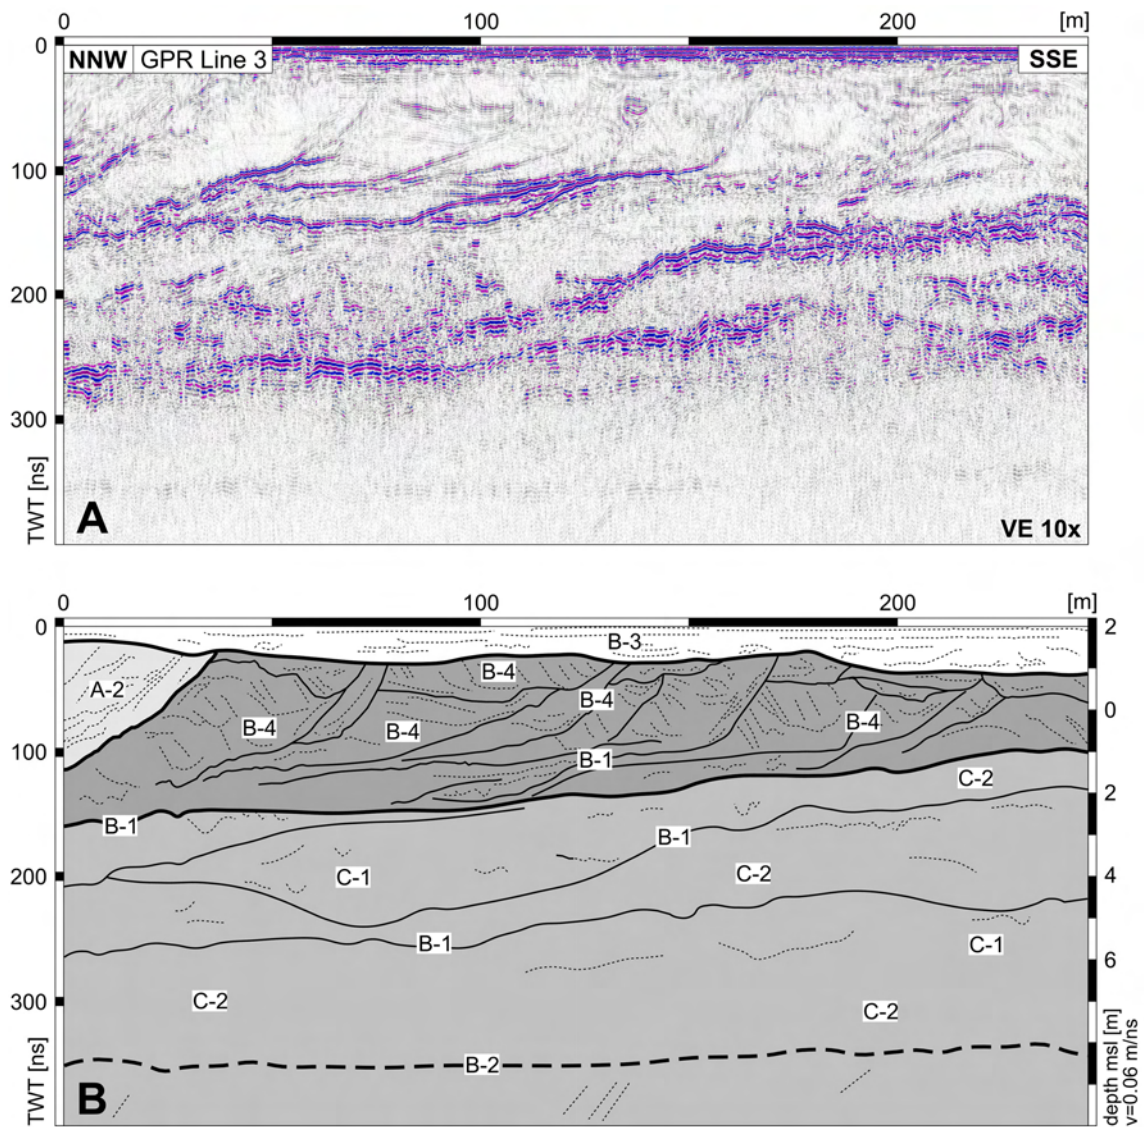 0 100 200 [m]
0 NNW GPR Line 3 SSE
100
200
300
TWT [ns]
A VE 10x
0 100 200 [m]
0 2
B-3
B-4
A-2 B-4
B-4 B-4 B-4 0
100 B-1
C-2
2
B-1 B-1
200 C-1 C-2 4
B-1 C-1
6
300 C-2 C-2
B-2
TWT [ns]
B
depth msl [m]
v=0.06 m/ns